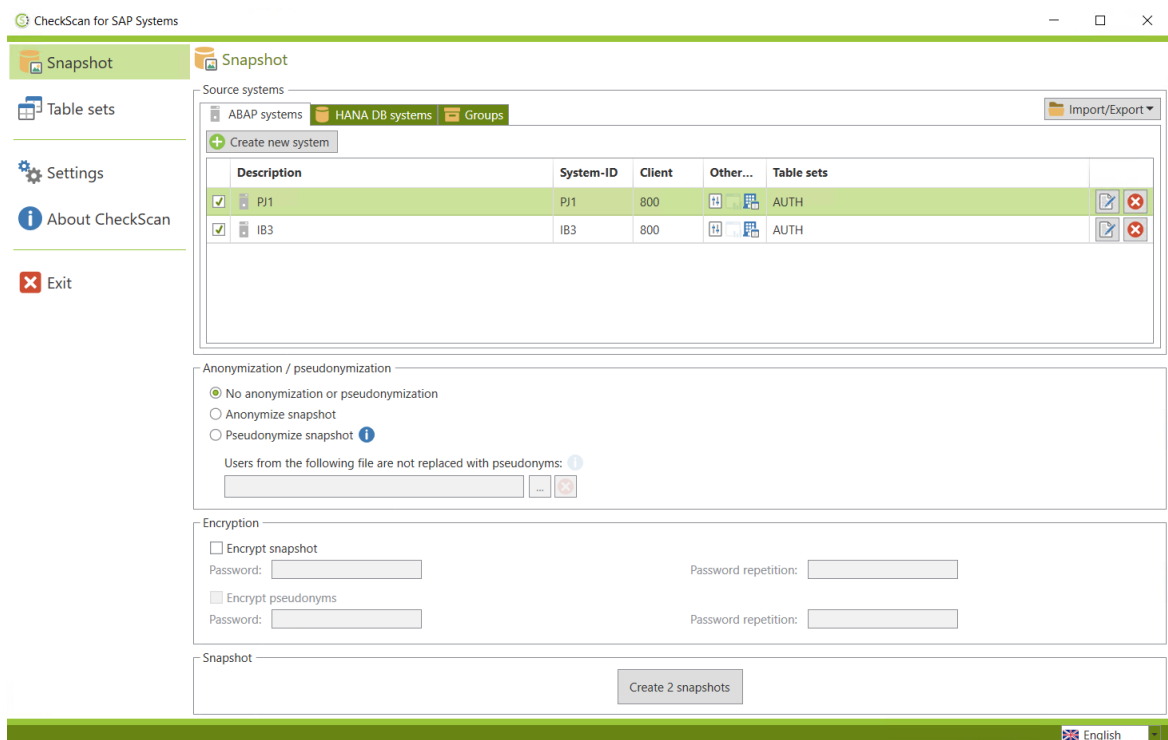 CheckScan for SAP Systems
Snapshot
Table sets
Settings
About CheckScan
Exit
Snapshot
Source systems
ABAP systems HANA DB systems Groups
Import/Export
Create new system
Description System-ID Client Other... Table sets
PJ1 PJ1 800 AUTH
IB3 IB3 800 AUTH
Anonymization / pseudonymization
No anonymization or pseudonymization
Anonymize snapshot
Pseudonymize snapshot
Users from the following file are not replaced with pseudonyms:
...
Encryption
Encrypt snapshot
Password: Password repetition:
Encrypt pseudonyms
Password: Password repetition:
Snapshot
Create 2 snapshots
English